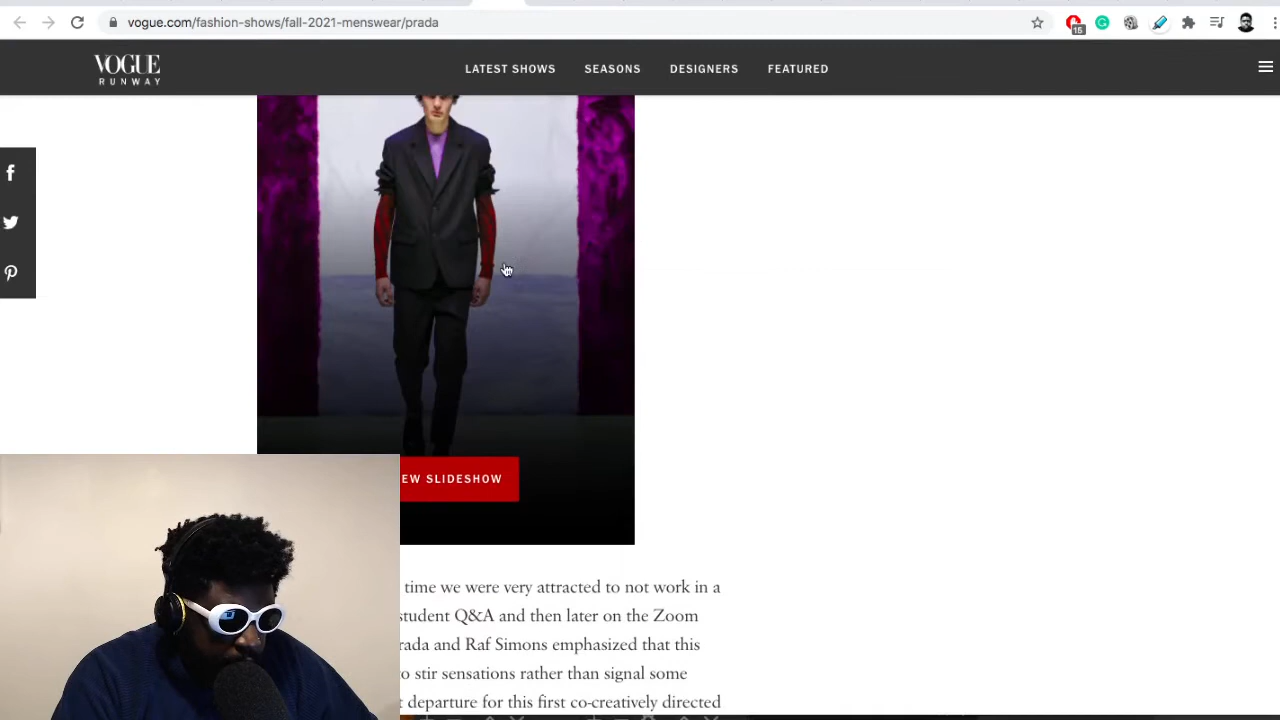 vogue.com/fashion-shows/fall-2021-menswear/prada
15
VOGUE
RUNWAY
LATEST SHOWS
SEASONS
DESIGNERS
FEATURED
EW SLIDESHOW
time we were very attracted to not work in a
student Q&A and then later on the Zoom
rada and Raf Simons emphasized that this
o stir sensations rather than signal some
t departure for this first co-creatively directed